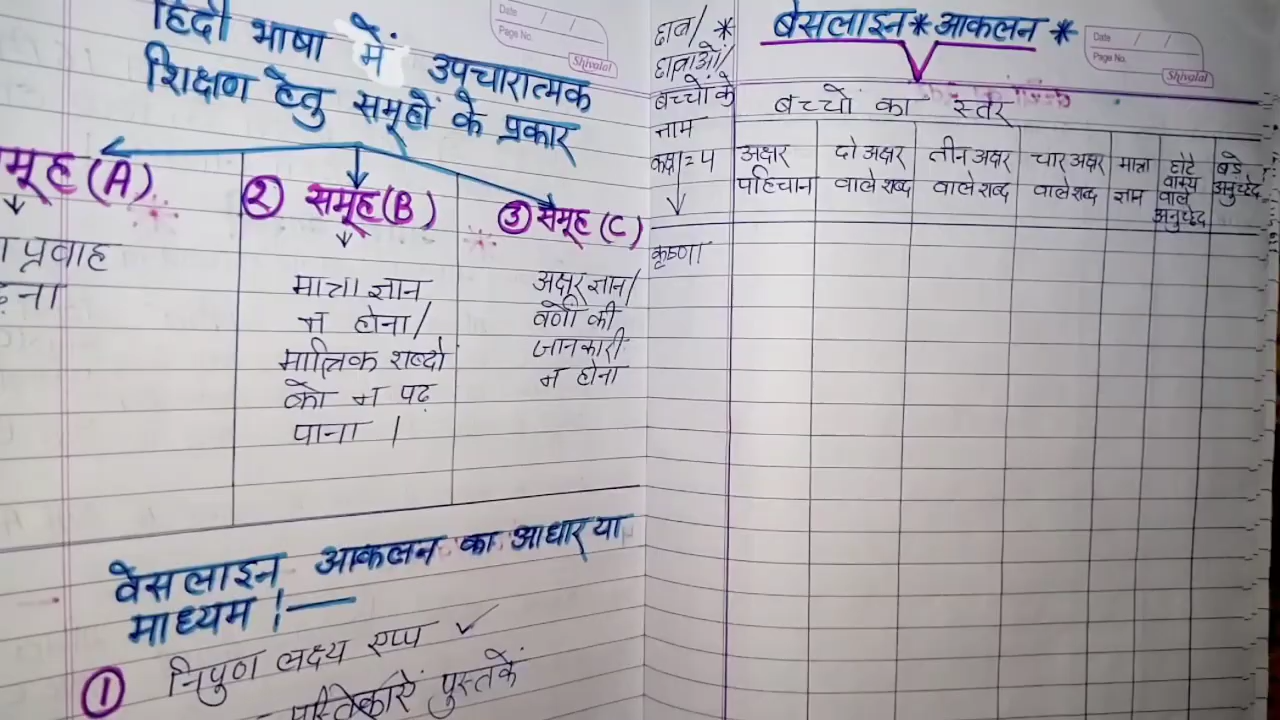 हिंदी भाषा में उपचारात्मक
शिक्षण हेतु समूहों के प्रकार
Date / /
Page No.
Shivalal
मूह (A)
प्रवाह
② समूह (B)
मात्रा ज्ञान
न होना/
मात्रिक शब्दो
को न पढ़
पाना ।
③ समूह (C)
अक्षर ज्ञान/
वर्णो की
जानकारी
न होना
वेसलाइन आकलन का आधार या
माध्यम !—
① निपुण लक्ष्य एप्प ✓
पुस्तकें
बेसलाइन * आकलन *
Date / /
Page No.
Shivalal
छात्र/ *
छात्राओं/
बच्चों के
नाम
कक्षा = 4
बच्चों का स्तर
अक्षर पहिचान
दो अक्षर वाले शब्द
तीन अक्षर वाले शब्द
चार अक्षर वाले शब्द
मात्रा ज्ञान
छोटे वाक्य वाले अनुच्छेद
बडे अनुच्छेद
कृष्णा